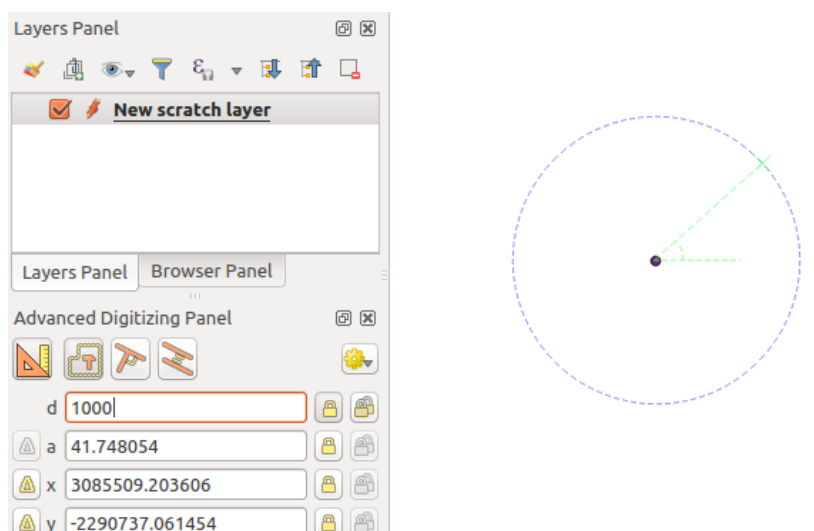 Layers Panel
New scratch layer
Layers Panel Browser Panel
Advanced Digitizing Panel
d 1000
a 41.748054
x 3085509.203606
y -2290737.061454